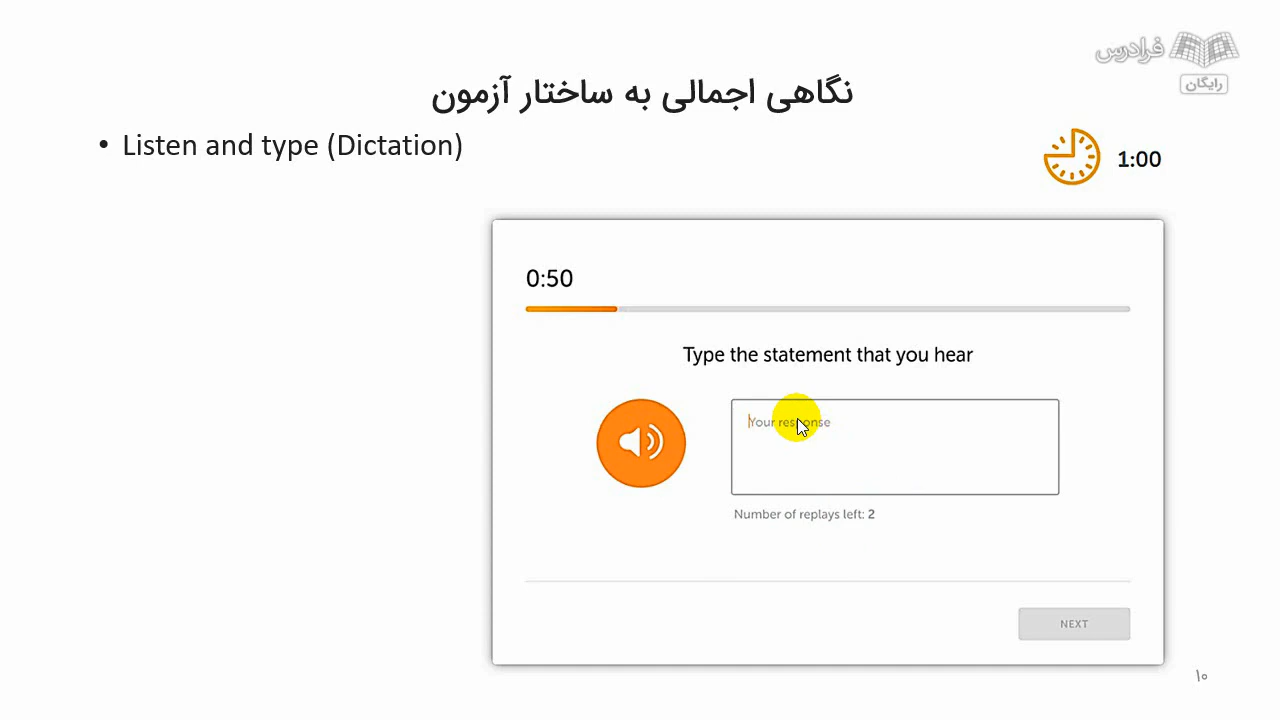 فرادرس
رایگان
نگاهی اجمالی به ساختار آزمون
• Listen and type (Dictation)
1:00
0:50
Type the statement that you hear
Your response
Number of replays left: 2
NEXT
۱۰